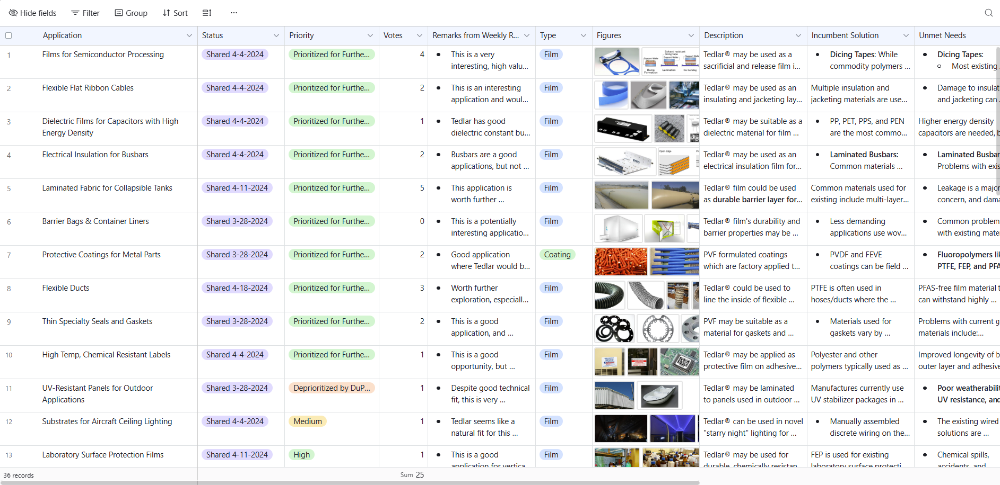 Hide fields Filter Group Sort ...
Application Status Priority Votes Remarks from Weekly R... Type Figures Description Incumbent Solution Unmet Needs
1 Films for Semiconductor Processing Shared 4-4-2024 Prioritized for Furthe... 4 • This is a very Film Tedlar® may be used as a • Dicing Tapes: While • Dicing Tapes:
interesting, high valu... sacrificial and release film i... commodity polymers ... o Most existing
Support Wafer Solvent resistant dicing tape Support Wafer Support Wafer
Bump Formation Lamination De-bonding
2 Flexible Flat Ribbon Cables Shared 4-4-2024 Prioritized for Furthe... 2 • This is an interesting Film Tedlar® may be used as an Multiple insulation and • Damage to insulat
application and woul... insulating and jacketing lay... jacketing materials are use... and jacketing can
3 Dielectric Films for Capacitors with High Shared 4-4-2024 Prioritized for Furthe... 1 • Tedlar has good Film Tedlar® may be suitable as a • PP, PET, PPS, and PEN Higher energy density
Energy Density dielectric constant bu... dielectric material for film ... are the most commo... capacitors are needed, b
4 Electrical Insulation for Busbars Shared 4-4-2024 Prioritized for Furthe... 2 • Busbars are a good Film Open Edge Tedlar® may be used as an • Laminated Busbars: • Laminated Busbar
applications, but not ... electrical insulation film for... Common materials ... Problems with exis
5 Laminated Fabric for Collapsible Tanks Shared 4-11-2024 Prioritized for Furthe... 5 • This application is Film Tedlar® film could be used Common materials used for • Leakage is a major
worth further ... as durable barrier layer for... existing include multi-layer... concern, and dama
6 Barrier Bags & Container Liners Shared 3-28-2024 Prioritized for Furthe... 0 • This is a potentially Film Tedlar® film's durability and • Less demanding • Common problem
interesting applicatio... barrier properties may be ... applications use wov... with existing mate
7 Protective Coatings for Metal Parts Shared 3-28-2024 Prioritized for Furthe... 2 • Good application Coating PVF formulated coatings • PVDF and FEVE • Fluoropolymers lik
where Tedlar would b... which are factory applied t... coatings can be field ... PTFE, FEP, and PFA
8 Flexible Ducts Shared 4-18-2024 Prioritized for Furthe... 3 • Worth further Film Tedlar® could be used to PTFE is often used in PFAS-free film material t
exploration, especiall... line the inside of flexible ... hoses/ducts where the ... can withstand highly ...
9 Thin Specialty Seals and Gaskets Shared 3-28-2024 Prioritized for Furthe... 2 • This is a good Film PVF may be suitable as a • Materials used for Problems with current g
application, and ... material for gaskets and ... gaskets vary by ... materials include:...
10 High Temp, Chemical Resistant Labels Shared 4-4-2024 Prioritized for Furthe... 1 • This is a good Film Tedlar® may be applied as Polyester and other Improved longevity of b
opportunity, but ... protective film on adhesive... polymers typically used as ... outer layer and adhesive
11 UV-Resistant Panels for Outdoor Shared 3-28-2024 Deprioritized by DuP... 1 • Despite good technical Film Tedlar® may be laminated Manufactures currently use • Poor weatherabilit
Applications fit, this is very ... to panels used in outdoor ... UV stabilizer packages in ... UV resistance, and
12 Substrates for Aircraft Ceiling Lighting Shared 4-4-2024 Medium 1 • Tedlar seems like a Film Tedlar® can be used in novel • Manually assembled • The existing wired
natural fit for this ... "starry night" lighting for ... discrete wiring on the... solutions are ...
13 Laboratory Surface Protection Films Shared 4-11-2024 High 1 • This is a good Film Tedlar® may be used for FEP is used for existing • Chemical spills,
application for vertica durable, chemically resistan laboratory surface protecti accidents, and
36 records Sum 25